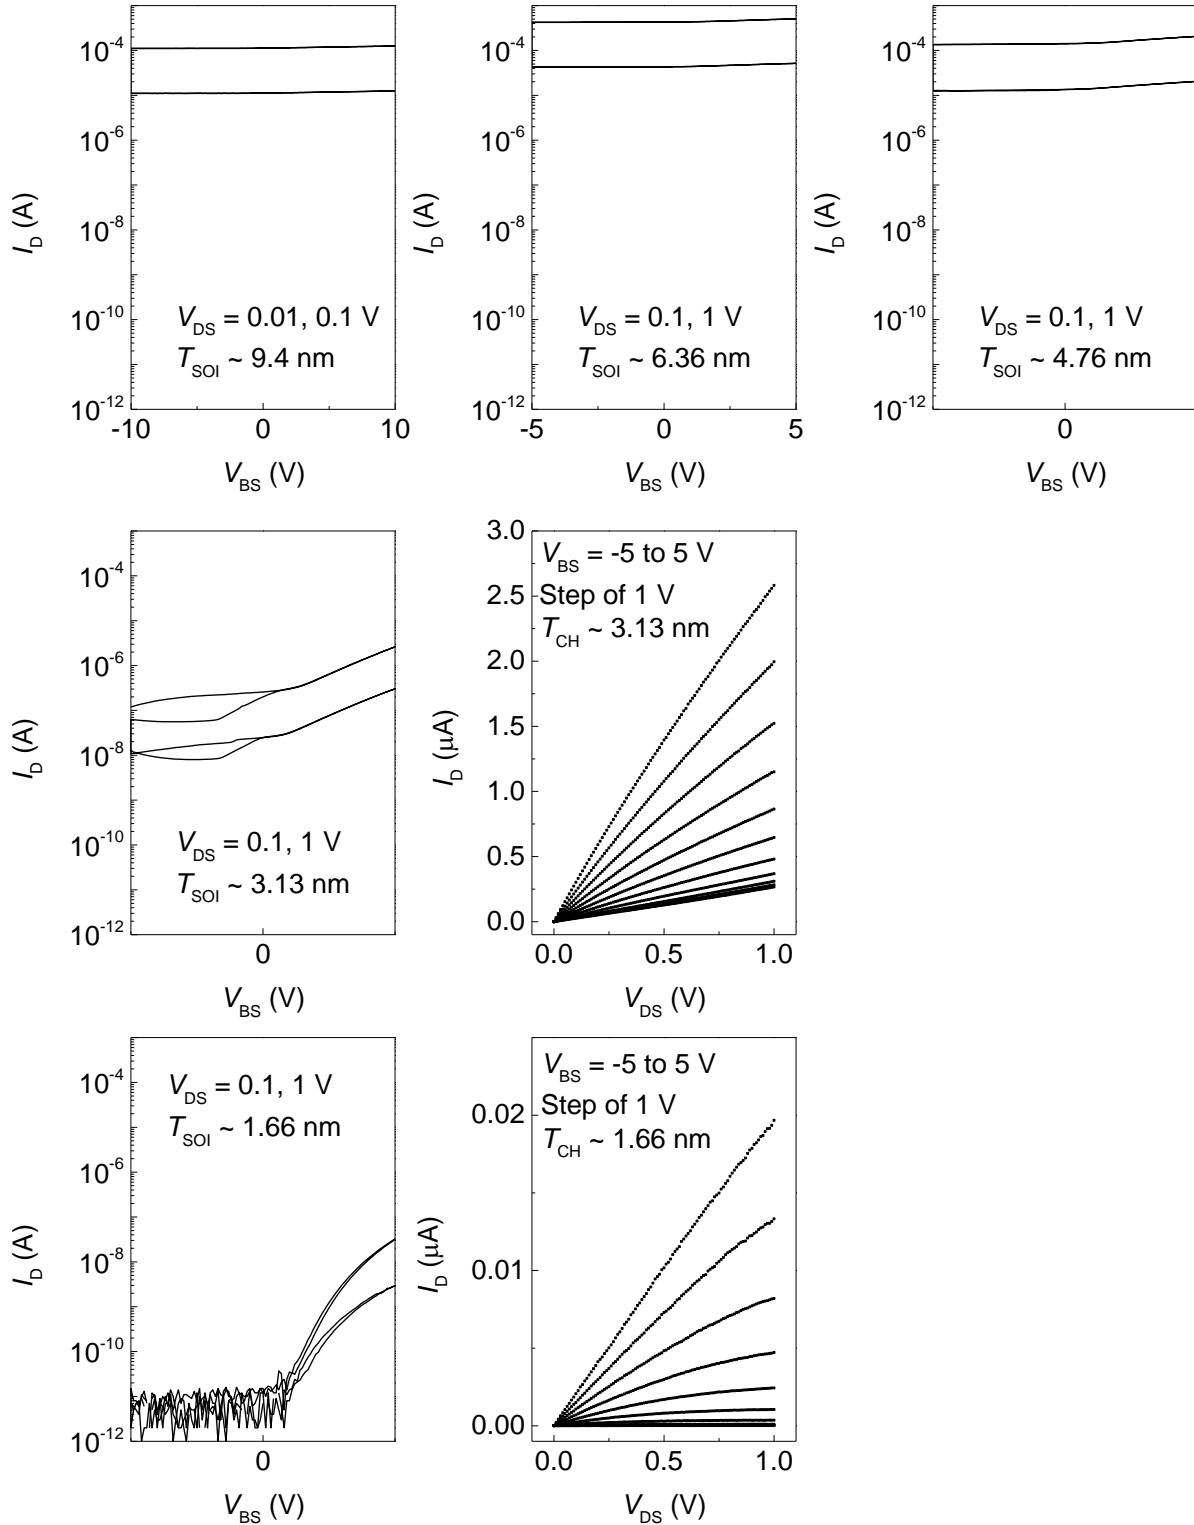 10⁻⁴
10⁻⁶
10⁻⁸
10⁻¹⁰
10⁻¹²
I_D (A)
V_DS = 0.01, 0.1 V
T_SOI ~ 9.4 nm
-10 0 10
V_BS (V)
10⁻⁴
10⁻⁶
10⁻⁸
10⁻¹⁰
10⁻¹²
I_D (A)
V_DS = 0.1, 1 V
T_SOI ~ 6.36 nm
-5 0 5
V_BS (V)
10⁻⁴
10⁻⁶
10⁻⁸
10⁻¹⁰
10⁻¹²
I_D (A)
V_DS = 0.1, 1 V
T_SOI ~ 4.76 nm
0
V_BS (V)
10⁻⁴
10⁻⁶
10⁻⁸
10⁻¹⁰
10⁻¹²
I_D (A)
V_DS = 0.1, 1 V
T_SOI ~ 3.13 nm
0
V_BS (V)
3.0
2.5
2.0
1.5
1.0
0.5
0.0
I_D (μA)
V_BS = -5 to 5 V
Step of 1 V
T_CH ~ 3.13 nm
0.0 0.5 1.0
V_DS (V)
10⁻⁴
10⁻⁶
10⁻⁸
10⁻¹⁰
10⁻¹²
I_D (A)
V_DS = 0.1, 1 V
T_SOI ~ 1.66 nm
0
V_BS (V)
0.02
0.01
0.00
I_D (μA)
V_BS = -5 to 5 V
Step of 1 V
T_CH ~ 1.66 nm
0.0 0.5 1.0
V_DS (V)